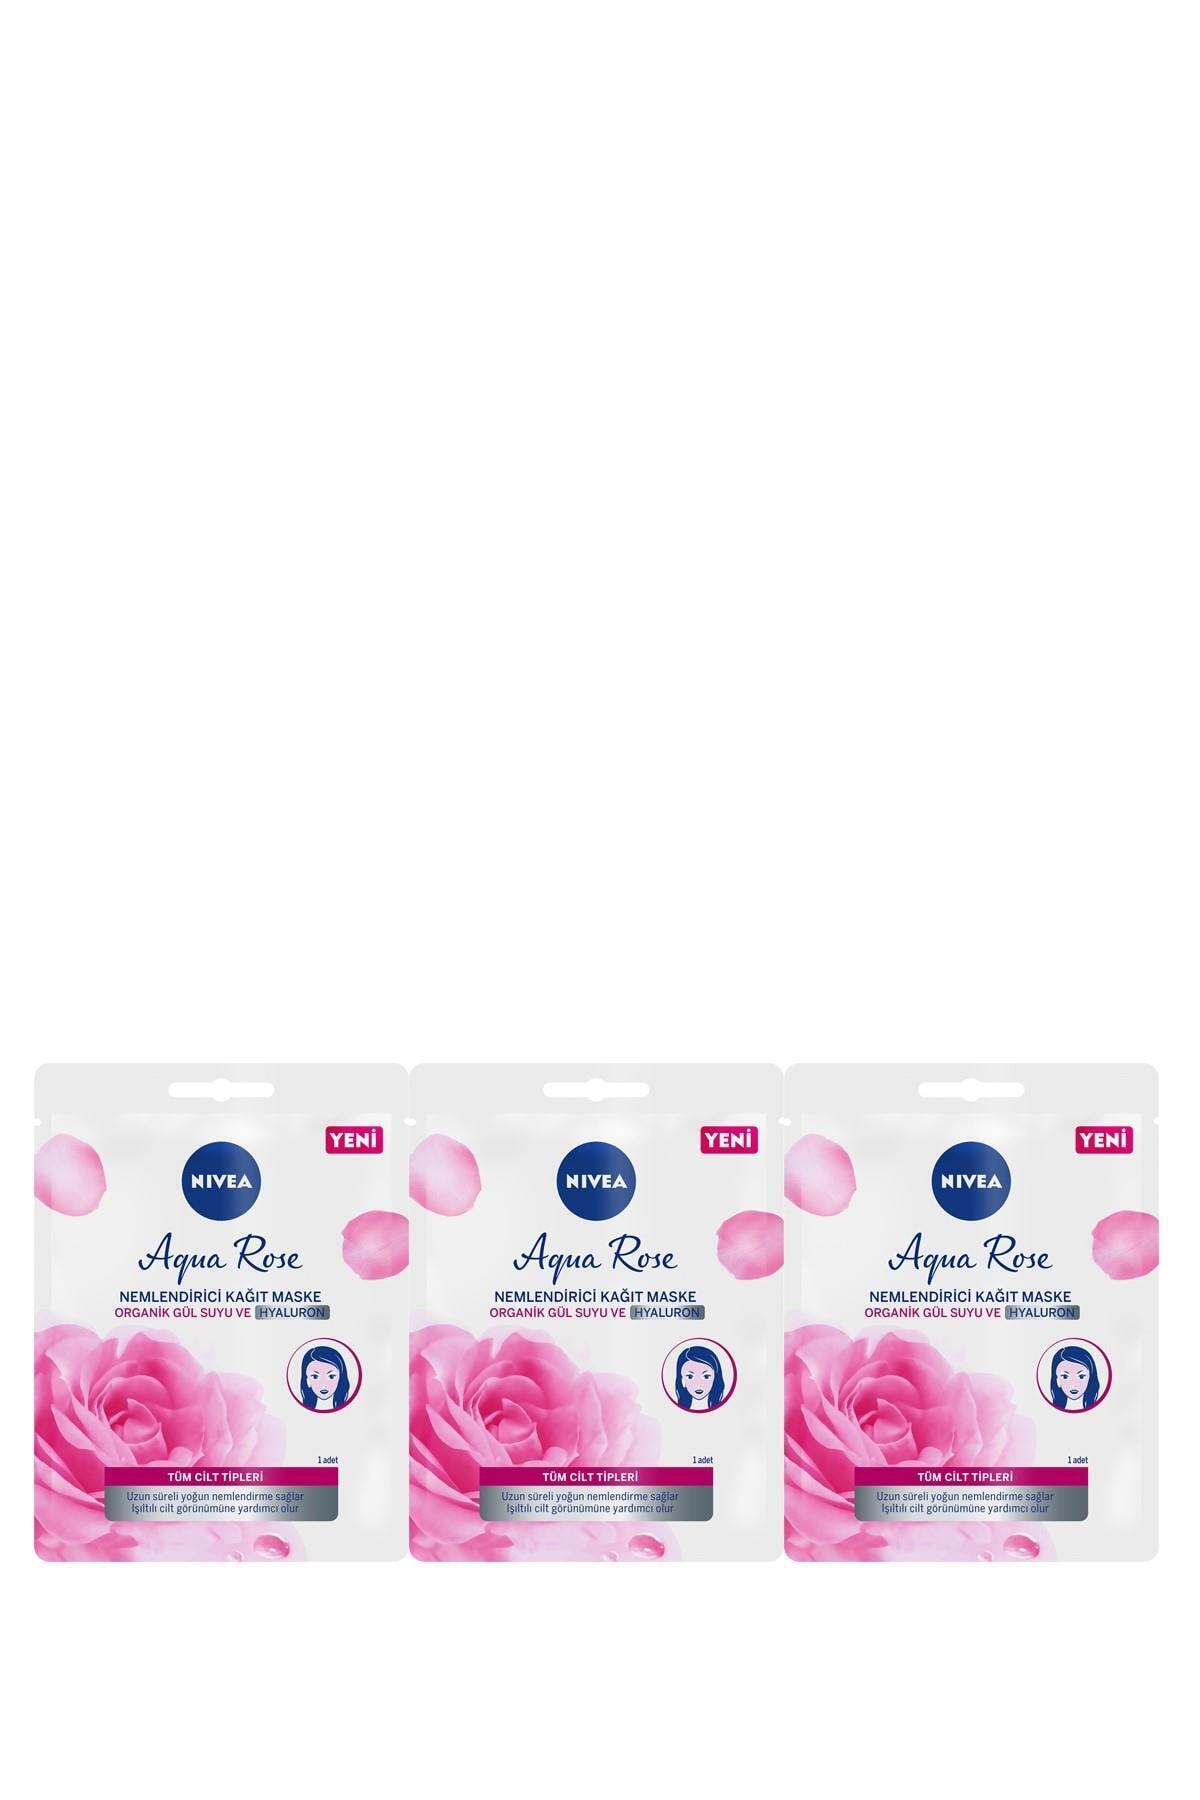 YENİ
NIVEA
Aqua Rose
NEMLENDİRİCİ KAĞIT MASKE
ORGANİK GÜL SUYU VE HYALURON
1 adet
TÜM CİLT TİPLERİ
Uzun süreli yoğun nemlendirme sağlar
Işıltılı cilt görünümüne yardımcı olur
YENİ
NIVEA
Aqua Rose
NEMLENDİRİCİ KAĞIT MASKE
ORGANİK GÜL SUYU VE HYALURON
1 adet
TÜM CİLT TİPLERİ
Uzun süreli yoğun nemlendirme sağlar
Işıltılı cilt görünümüne yardımcı olur
YENİ
NIVEA
Aqua Rose
NEMLENDİRİCİ KAĞIT MASKE
ORGANİK GÜL SUYU VE HYALURON
1 adet
TÜM CİLT TİPLERİ
Uzun süreli yoğun nemlendirme sağlar
Işıltılı cilt görünümüne yardımcı olur